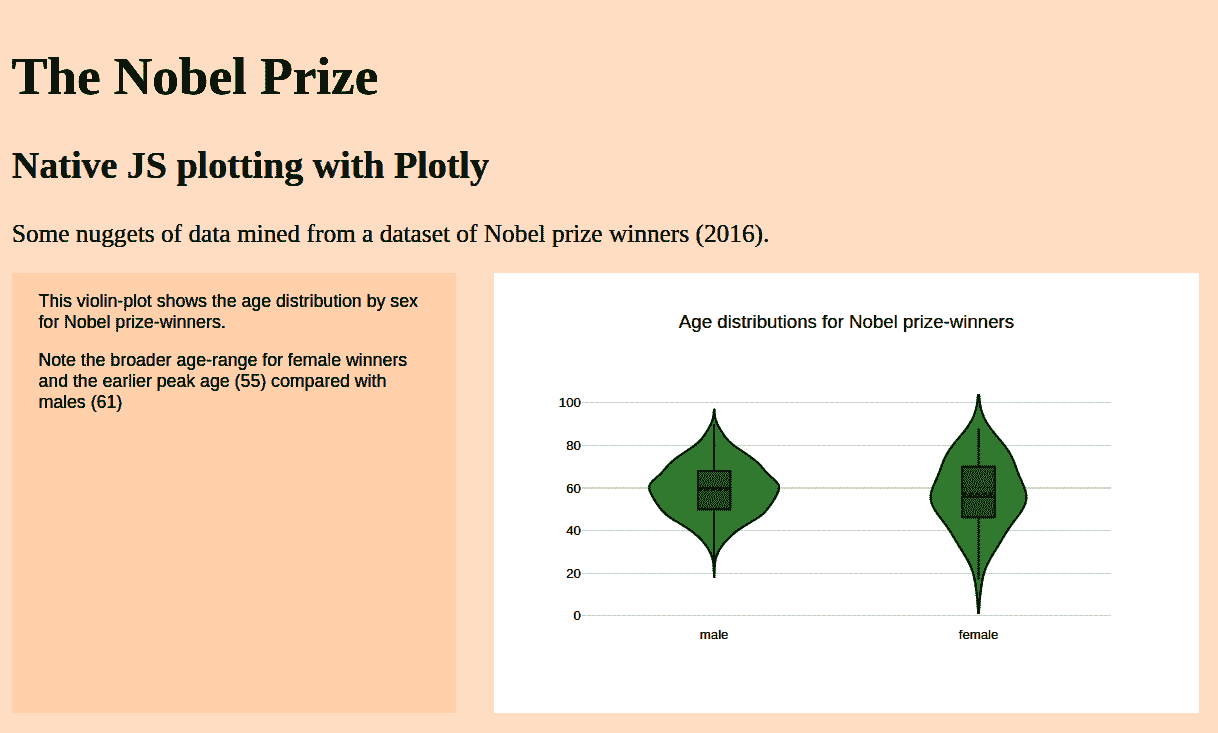 The Nobel Prize
Native JS plotting with Plotly
Some nuggets of data mined from a dataset of Nobel prize winners (2016).
This violin-plot shows the age distribution by sex
for Nobel prize-winners.
Note the broader age-range for female winners
and the earlier peak age (55) compared with
males (61)
Age distributions for Nobel prize-winners
100
80
60
40
20
0
male
female